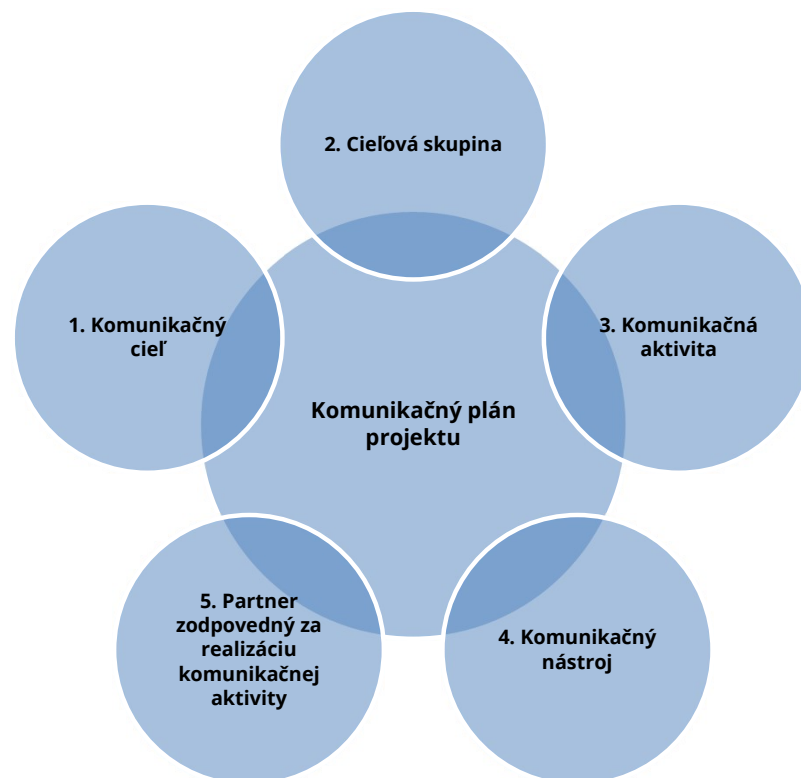 2. Cieľová skupina
1. Komunikačný
cieľ
3. Komunikačná
aktivita
Komunikačný plán
projektu
5. Partner
zodpovedný za
realizáciu
komunikačnej
aktivity
4. Komunikačný
nástroj